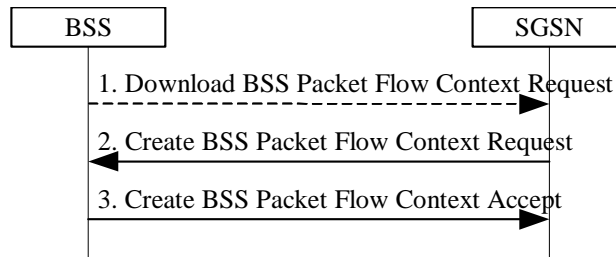 BSS
SGSN
1. Download BSS Packet Flow Context Request
2. Create BSS Packet Flow Context Request
3. Create BSS Packet Flow Context Accept